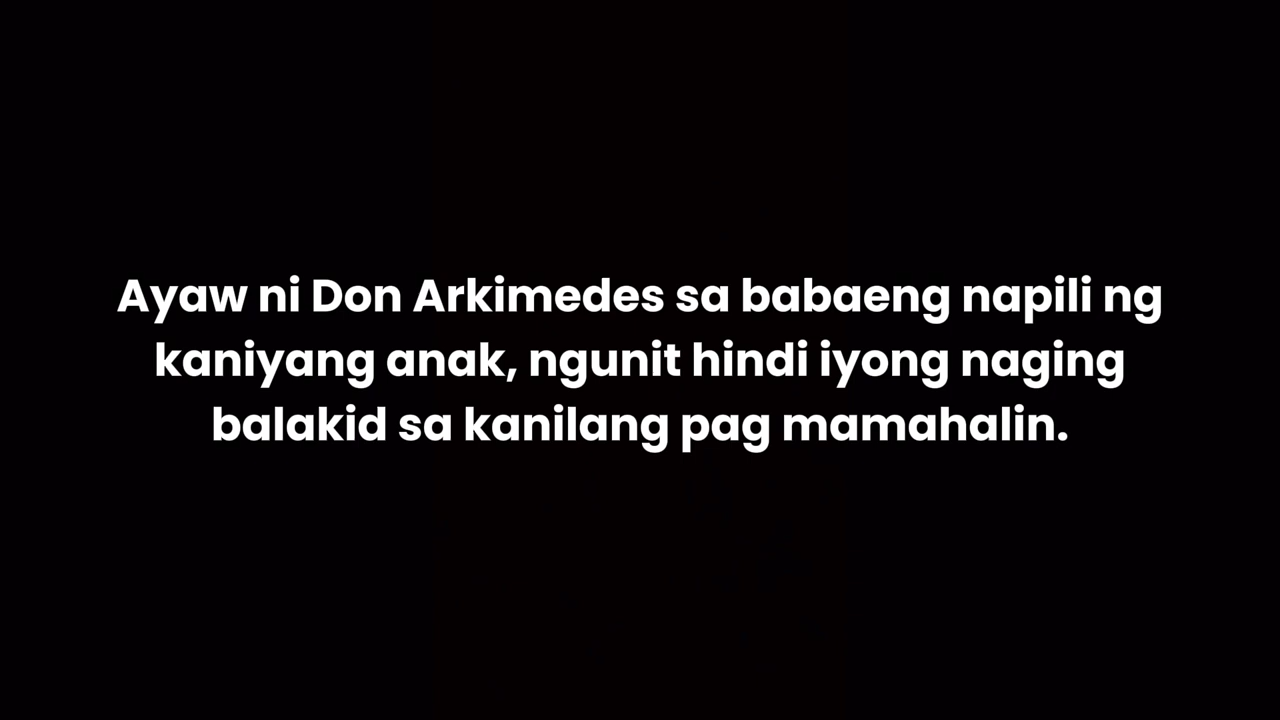 Ayaw ni Don Arkimedes sa babaeng napili ng
kaniyang anak, ngunit hindi iyong naging
balakid sa kanilang pag mamahalin.